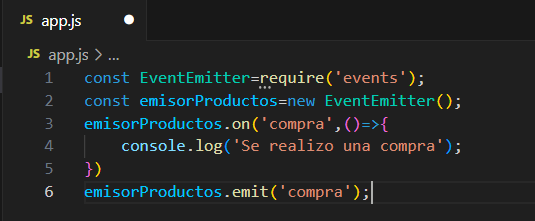 JS app.js
JS app.js > ...
1 const EventEmitter=require('events');
2 const emisorProductos=new EventEmitter();
3 emisorProductos.on('compra',()=>{
4     console.log('Se realizo una compra');
5 })
6 emisorProductos.emit('compra');